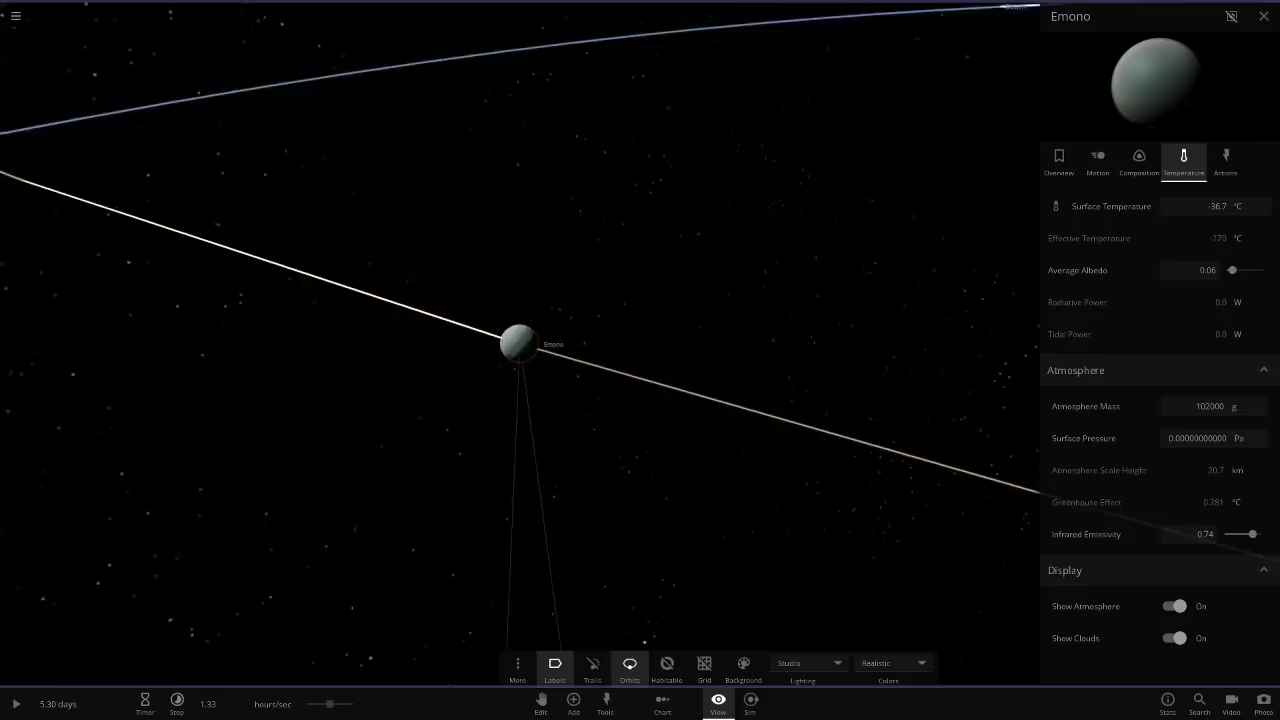 Emono
Overview
Motion
Composition
Temperature
Actions
Surface Temperature -36.7 °C
Effective Temperature -270 °C
Average Albedo 0.06
Radiative Power 0.0 W
Tidal Power 0.0 W
Emono
Atmosphere
Atmosphere Mass 102000 g
Surface Pressure 0.00000000000 Pa
Atmosphere Scale Height 20.7 km
Greenhouse Effect 0.281 °C
Infrared Emissivity 0.74
Display
Show Atmosphere On
Show Clouds On
More
Labels
Trails
Orbits
Habitable
Grid
Background
Studio
Lighting
Realistic
Colors
5.30 days
Timer
Step
1.33 hours/sec
Edit
Add
Tools
Chart
View
Sim
Stats
Search
Video
Photo